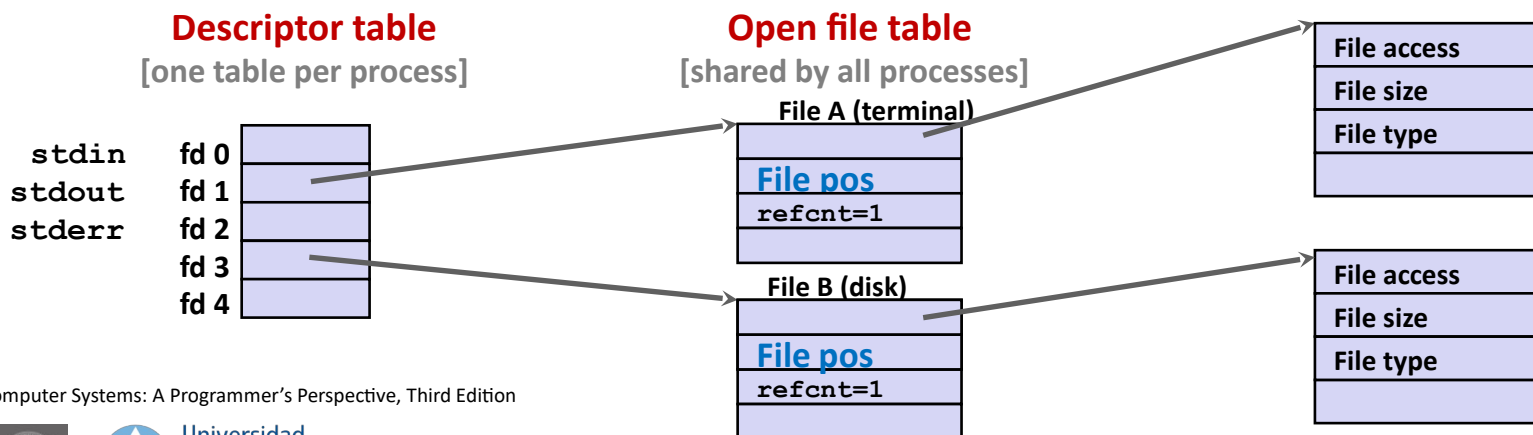 Descriptor table
[one table per process]
Open file table
[shared by all processes]
File A (terminal)
stdin fd 0
stdout fd 1
stderr fd 2
fd 3
fd 4
File pos
refcnt=1
File B (disk)
File pos
refcnt=1
File access
File size
File type
File access
File size
File type
omputer Systems: A Programmer's Perspective, Third Edition
Universidad